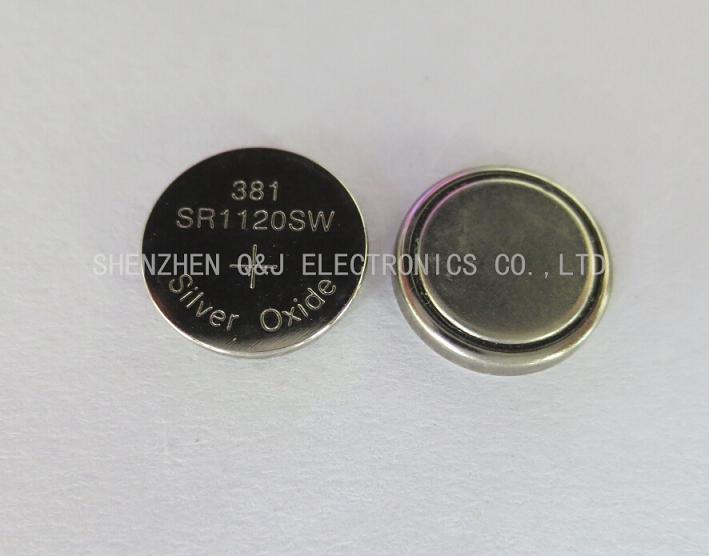 381
SR1120SW
+
SHENZHEN Q&J ELECTRONICS CO.,LTD
Silver Oxide